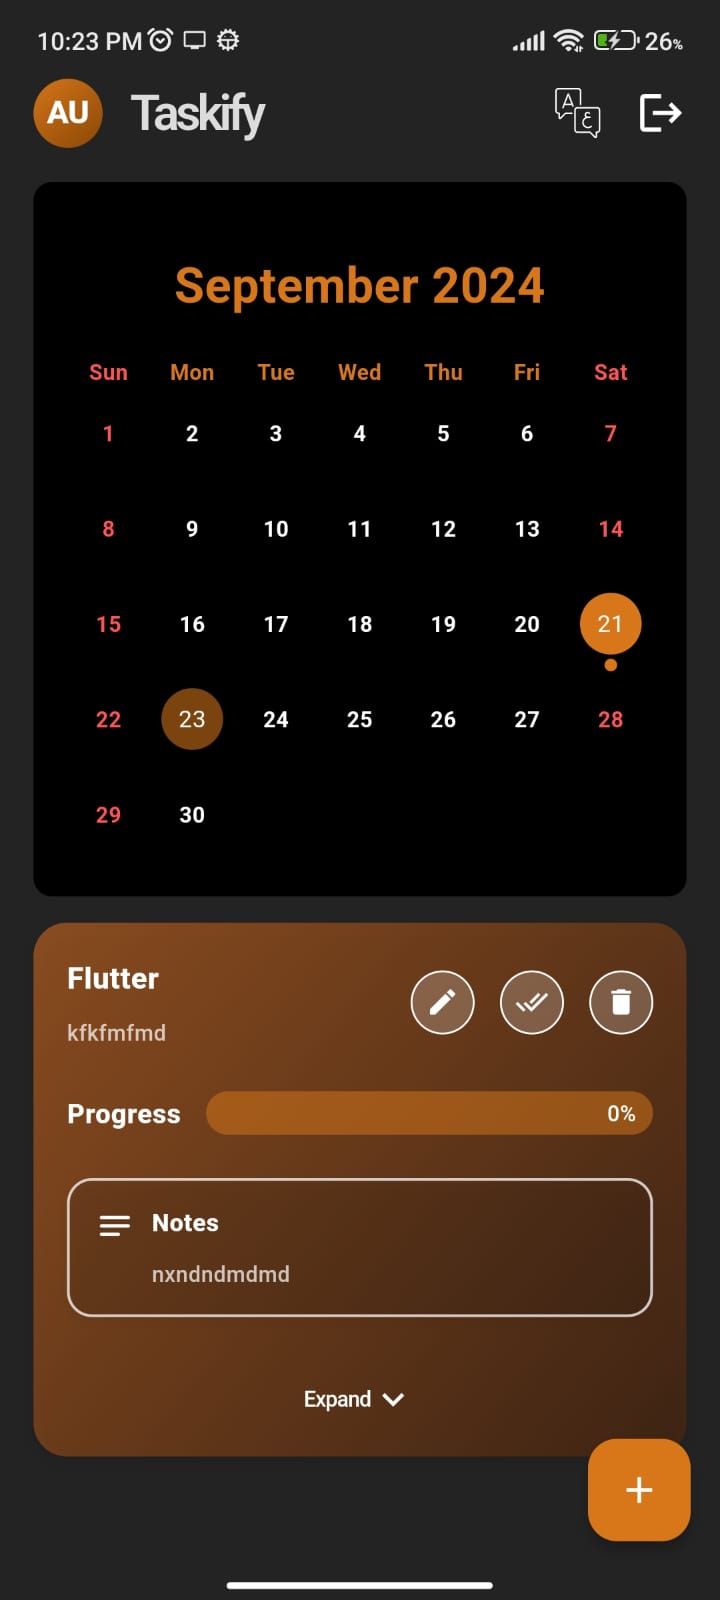 10:23 PM 26%
AU Taskify A ع
September 2024
Sun Mon Tue Wed Thu Fri Sat
1 2 3 4 5 6 7
8 9 10 11 12 13 14
15 16 17 18 19 20 21
22 23 24 25 26 27 28
29 30
Flutter
kfkfmfmd
Progress 0%
Notes
nxndndmdmd
Expand